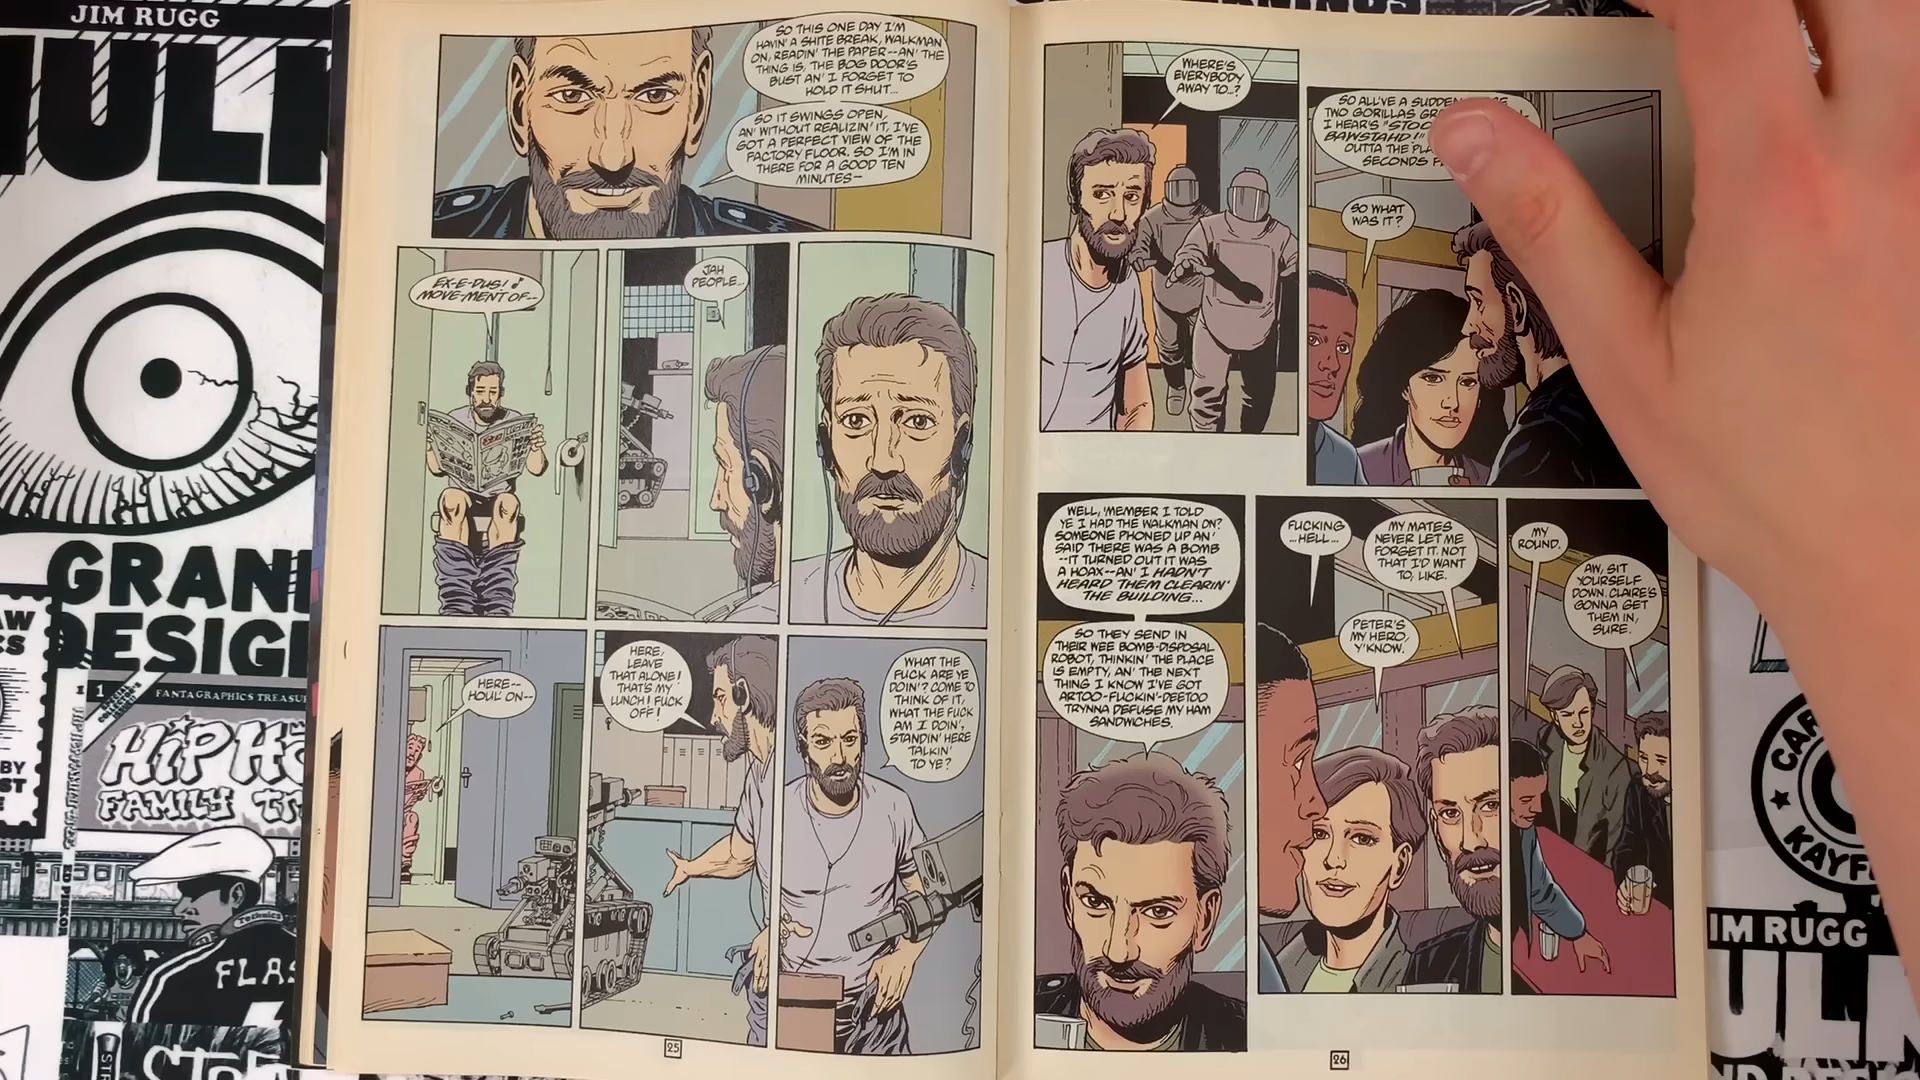 JIM RUGG
GRAND
DESIGN
FANTAGRAPHICS
HIP HO
FAMILY TR
FLAS
SO THIS ONE DAY I'M
HAVIN' A SHITE BREAK, WALKMAN
ON, READIN' THE PAPER--AN' THE
THING IS, THE BOG DOOR'S
BUST AN' I FORGET TO
HOLD IT SHUT...
SO IT SWINGS OPEN,
AN' WITHOUT REALIZIN' IT, I'VE
GOT A PERFECT VIEW OF THE
FACTORY FLOOR. SO I'M IN
THERE FOR A GOOD TEN
MINUTES--
EX-E-DUS! ♪
MOVE-MENT OF--
JAH
PEOPLE...
HERE--
HOUL' ON--
HERE,
LEAVE
THAT ALONE!
THAT'S MY
LUNCH! FUCK
OFF!
WHAT THE
FUCK ARE YE
DOIN'? COME TO
THINK OF IT,
WHAT THE FUCK
AM I DOIN',
STANDIN' HERE
TALKIN'
TO YE?
25
WHERE'S
EVERYBODY
AWAY TO..?
SO ALL'VE A SUDDEN
TWO GORILLAS
I HEAR'S
BAWSTAHD!"
OUTTA THE
SECONDS
SO WHAT
WAS IT?
WELL, 'MEMBER I TOLD
YE I HAD THE WALKMAN ON?
SOMEONE PHONED UP AN'
SAID THERE WAS A BOMB
--IT TURNED OUT IT WAS
A HOAX--AN' I HADN'T
HEARD THEM CLEARIN'
THE BUILDING...
SO THEY SEND IN
THEIR WEE BOMB-DISPOSAL
ROBOT, THINKIN' THE PLACE
IS EMPTY, AN' THE NEXT
THING I KNOW I'VE GOT
ARTOO-FUCKIN'-DEETOO
TRYNNA DEFUSE MY HAM
SANDWICHES.
FUCKING
...HELL...
MY MATES
NEVER LET ME
FORGET IT. NOT
THAT I'D WANT
TO, LIKE.
PETER'S
MY HERO,
Y'KNOW.
MY
ROUND.
AW, SIT
YOURSELF
DOWN. CLAIRE'S
GONNA GET
THEM IN,
SURE.
26
KAYF
IM RUGG